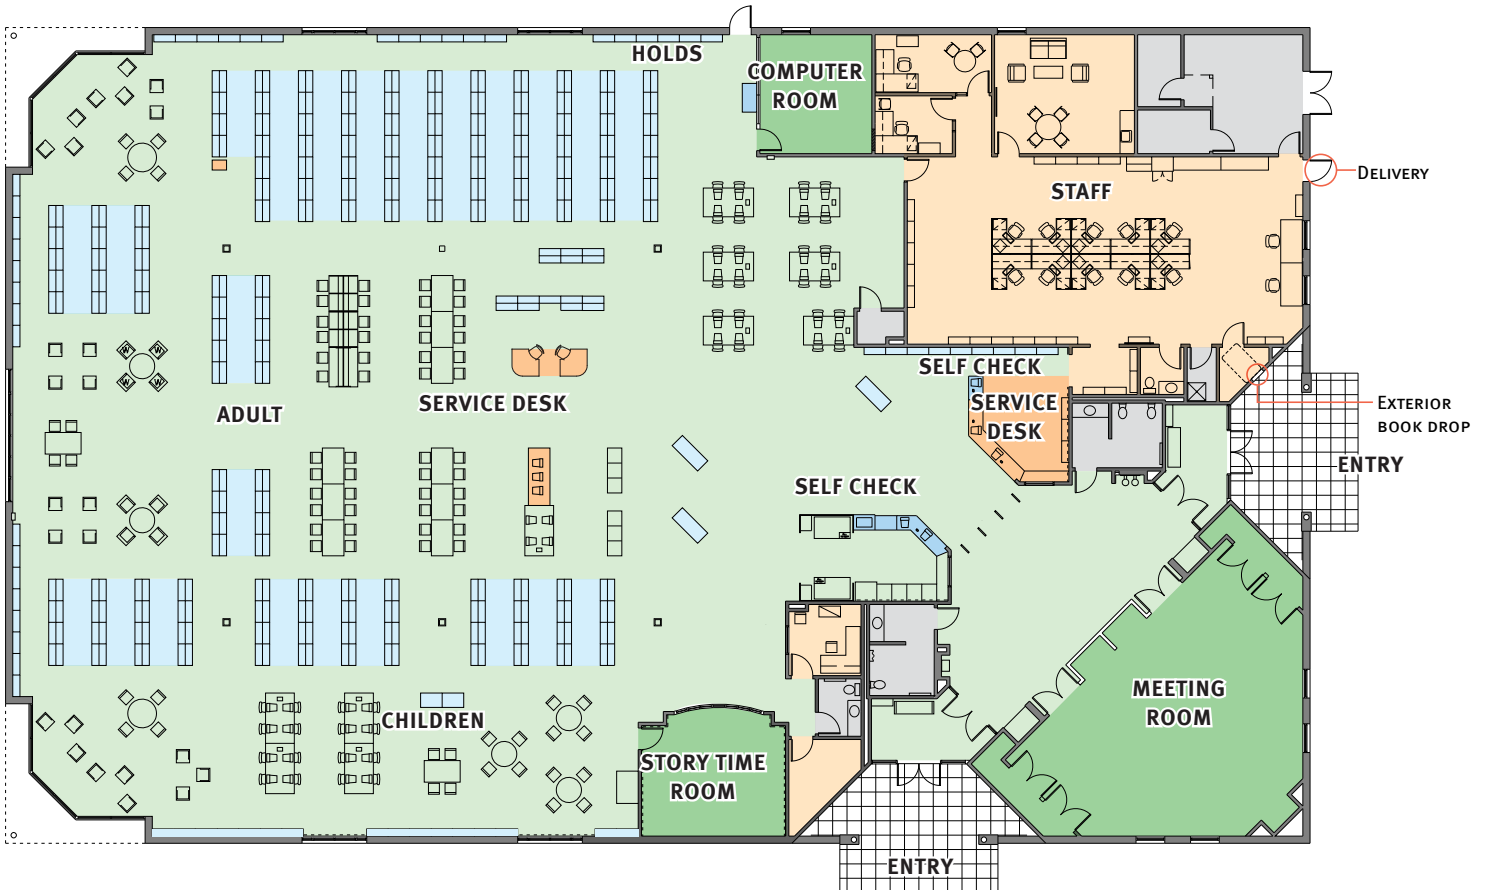 HOLDS
COMPUTER
ROOM
STAFF
DELIVERY
SELF CHECK
SERVICE
DESK
EXTERIOR
BOOK DROP
ENTRY
ADULT
SERVICE DESK
SELF CHECK
MEETING
ROOM
CHILDREN
STORY TIME
ROOM
ENTRY
W W
W W